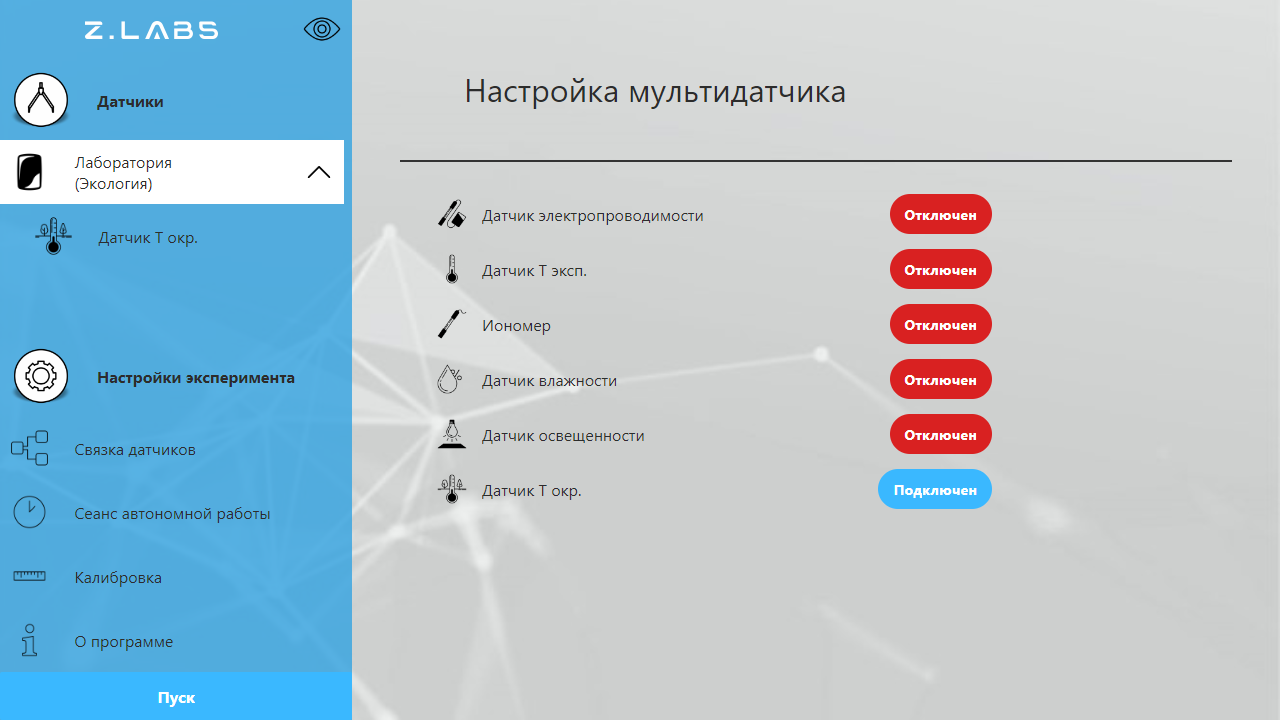 Z.LABS
Датчики
Лаборатория
(Экология)
Датчик Т окр.
Настройки эксперимента
Связка датчиков
Сеанс автономной работы
Калибровка
О программе
Пуск
Настройка мультидатчика
Датчик электропроводимости
Отключен
Датчик Т эксп.
Отключен
Иономер
Отключен
Датчик влажности
Отключен
Датчик освещенности
Отключен
Датчик Т окр.
Подключен